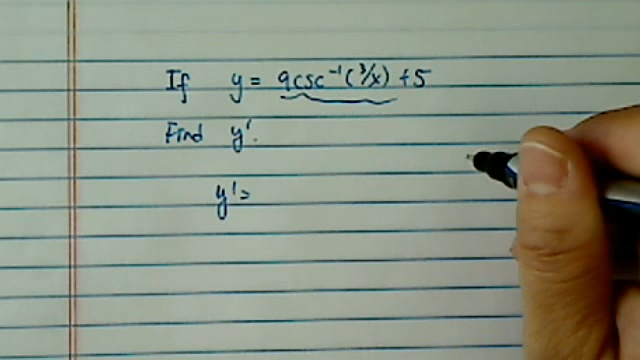 If y = 9csc⁻¹(3/x) + 5
Find y'.
y' =